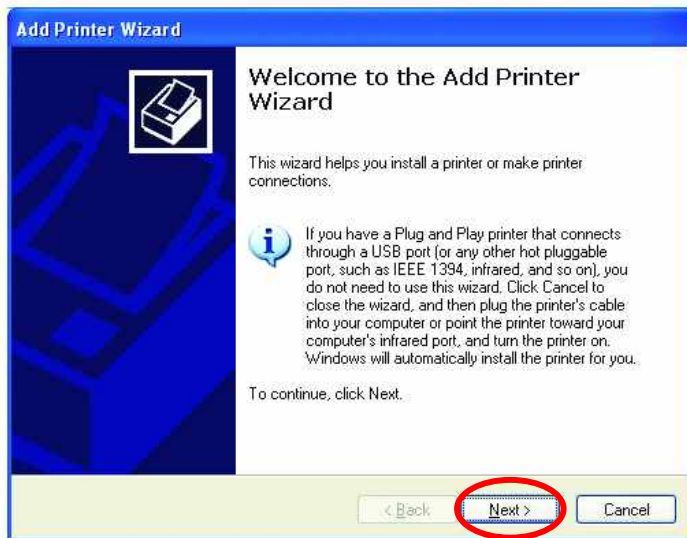 Add Printer Wizard
Welcome to the Add Printer
Wizard
This wizard helps you install a printer or make printer
connections.
If you have a Plug and Play printer that connects
through a USB port (or any other hot pluggable
port, such as IEEE 1394, infrared, and so on), you
do not need to use this wizard. Click Cancel to
close the wizard, and then plug the printer's cable
into your computer or point the printer toward your
computer's infrared port, and turn the printer on.
Windows will automatically install the printer for you.
To continue, click Next.
< Back Next > Cancel